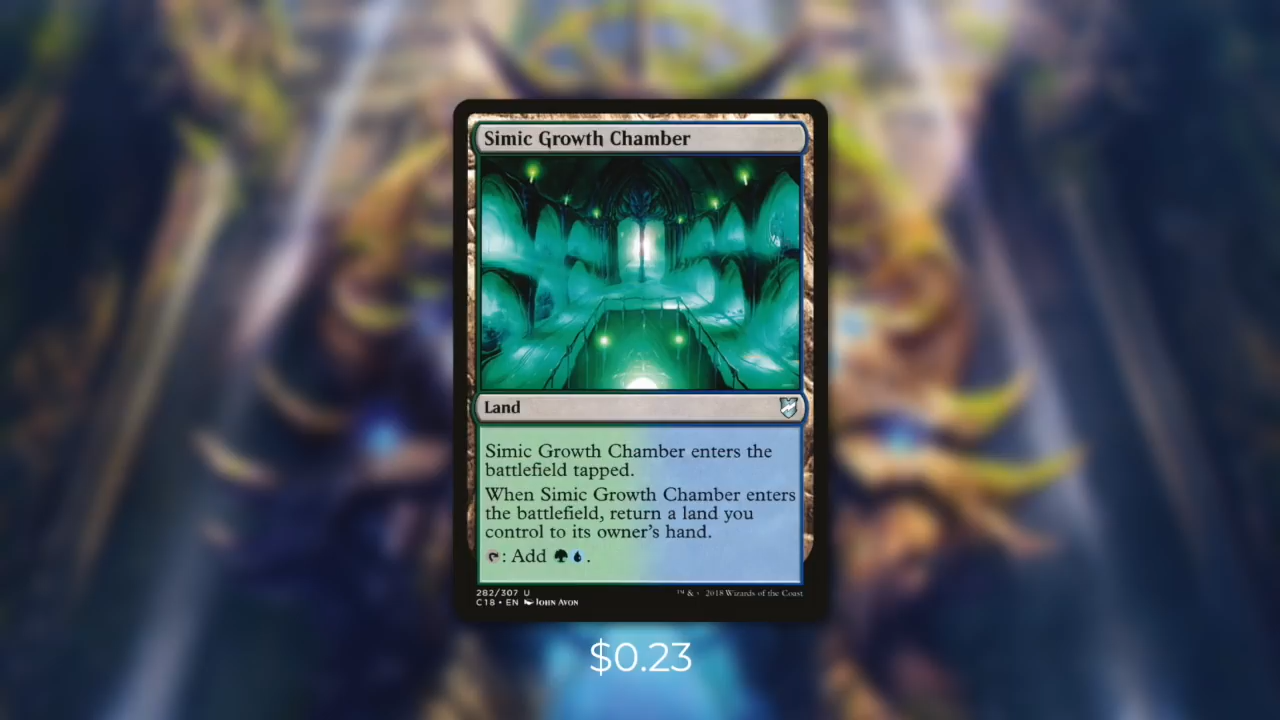 Simic Growth Chamber
Land
Simic Growth Chamber enters the
battlefield tapped.
When Simic Growth Chamber enters
the battlefield, return a land you
control to its owner's hand.
: Add .
282/307 U
C18 • EN John Avon
™ & © 2018 Wizards of the Coast
$0.23